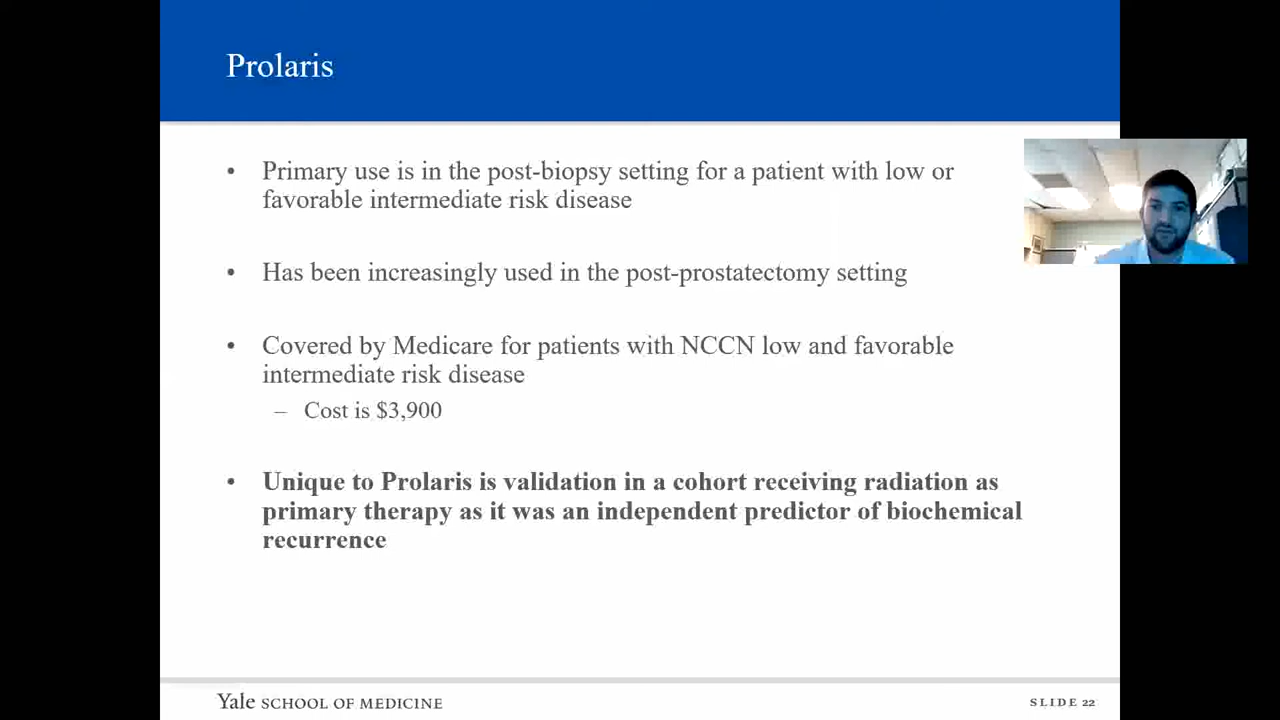 Prolaris
• Primary use is in the post-biopsy setting for a patient with low or
favorable intermediate risk disease
• Has been increasingly used in the post-prostatectomy setting
• Covered by Medicare for patients with NCCN low and favorable
intermediate risk disease
– Cost is $3,900
• Unique to Prolaris is validation in a cohort receiving radiation as
primary therapy as it was an independent predictor of biochemical
recurrence
Yale SCHOOL OF MEDICINE
SLIDE 22